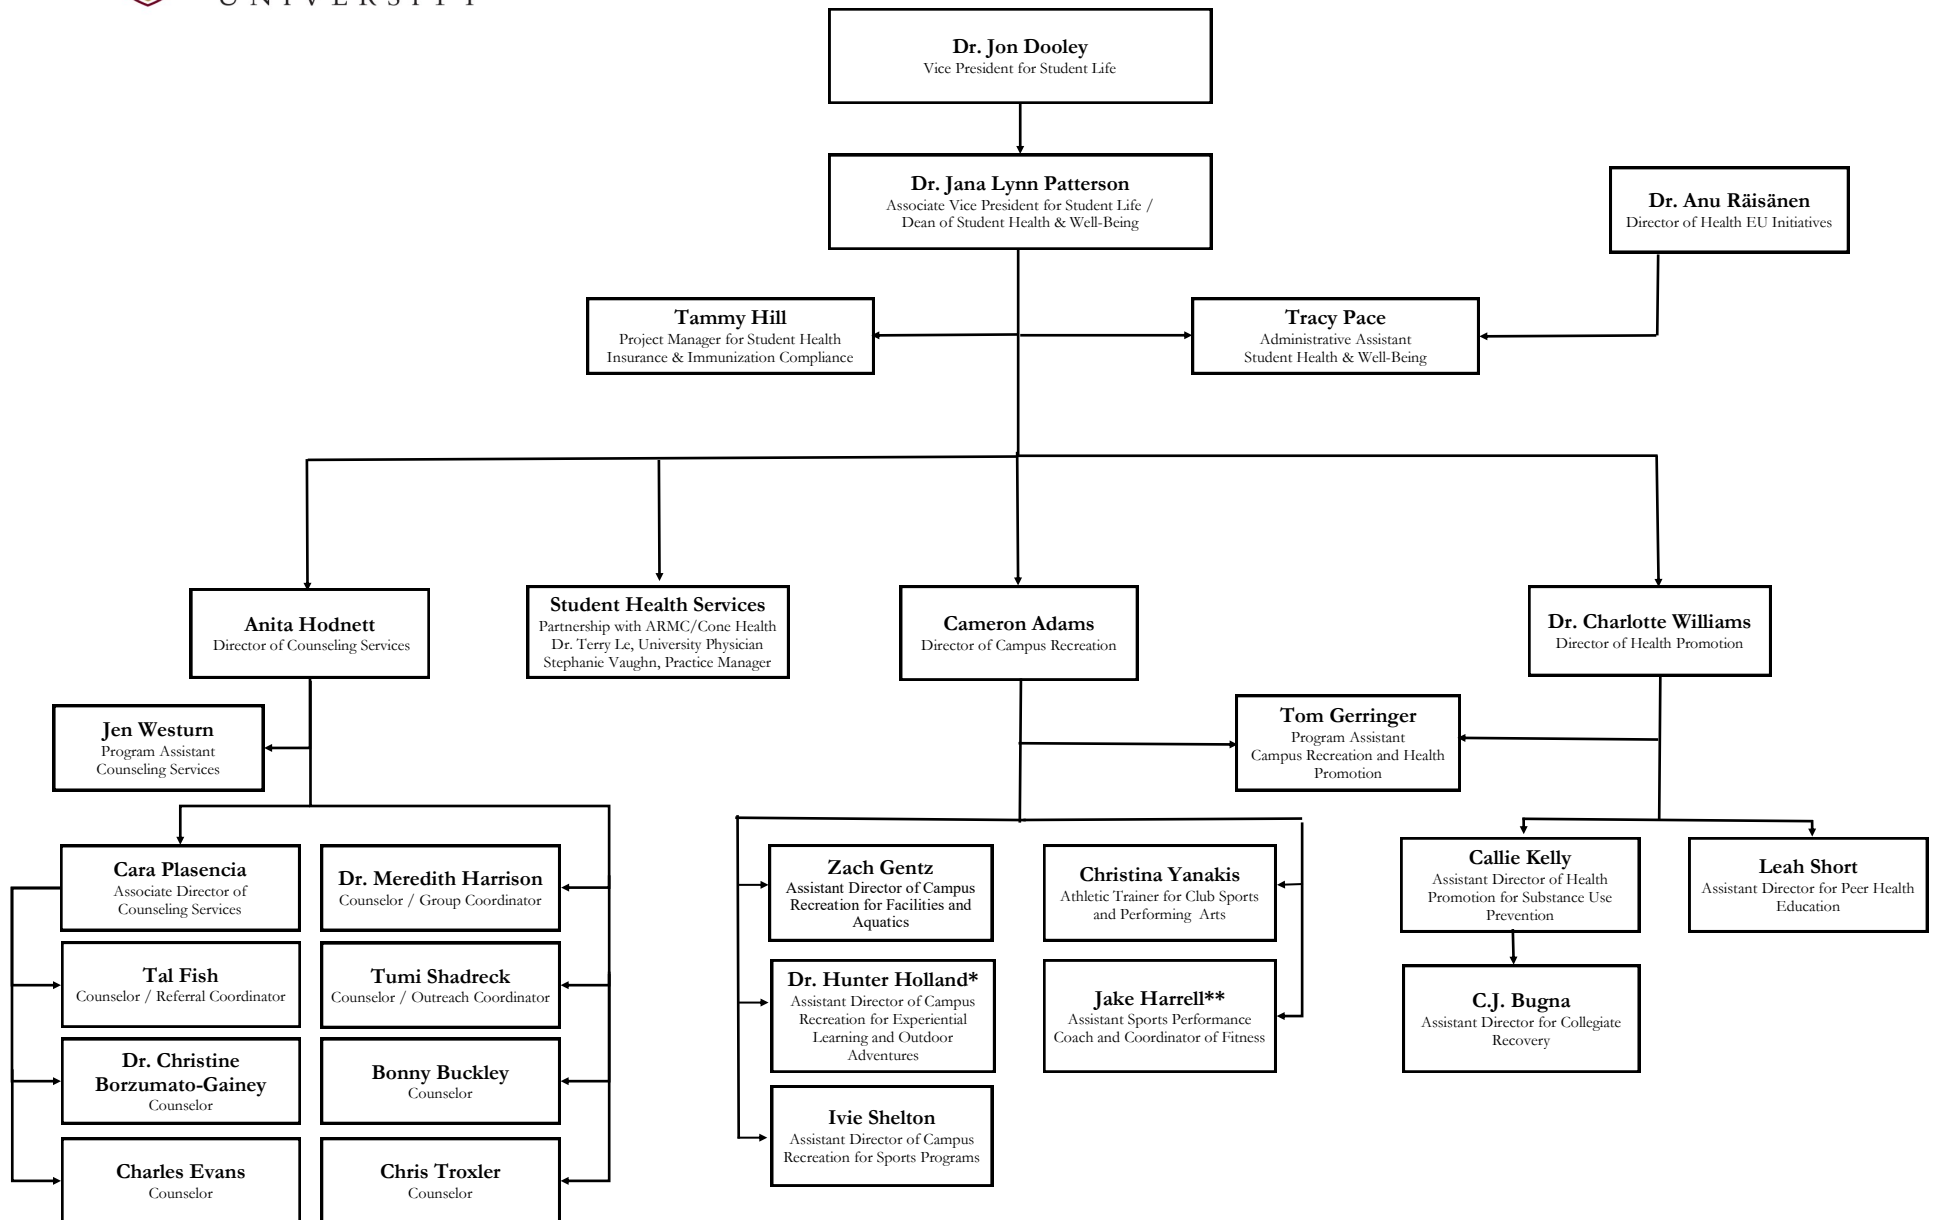 UNIVERSITY
Dr. Jon Dooley
Vice President for Student Life
Dr. Jana Lynn Patterson
Associate Vice President for Student Life /
Dean of Student Health & Well-Being
Dr. Anu Räisänen
Director of Health EU Initiatives
Tammy Hill
Project Manager for Student Health
Insurance & Immunization Compliance
Tracy Pace
Administrative Assistant
Student Health & Well-Being
Anita Hodnett
Director of Counseling Services
Student Health Services
Partnership with ARMC/Cone Health
Dr. Terry Le, University Physician
Stephanie Vaughn, Practice Manager
Cameron Adams
Director of Campus Recreation
Dr. Charlotte Williams
Director of Health Promotion
Jen Westurn
Program Assistant
Counseling Services
Tom Gerringer
Program Assistant
Campus Recreation and Health
Promotion
Cara Plasencia
Associate Director of
Counseling Services
Dr. Meredith Harrison
Counselor / Group Coordinator
Tal Fish
Counselor / Referral Coordinator
Tumi Shadreck
Counselor / Outreach Coordinator
Dr. Christine
Borzumato-Gainey
Counselor
Bonny Buckley
Counselor
Charles Evans
Counselor
Chris Troxler
Counselor
Zach Gentz
Assistant Director of Campus
Recreation for Facilities and
Aquatics
Christina Yanakis
Athletic Trainer for Club Sports
and Performing Arts
Dr. Hunter Holland*
Assistant Director of Campus
Recreation for Experiential
Learning and Outdoor
Adventures
Jake Harrell**
Assistant Sports Performance
Coach and Coordinator of Fitness
Ivie Shelton
Assistant Director of Campus
Recreation for Sports Programs
Callie Kelly
Assistant Director of Health
Promotion for Substance Use
Prevention
Leah Short
Assistant Director for Peer Health
Education
C.J. Bugna
Assistant Director for Collegiate
Recovery